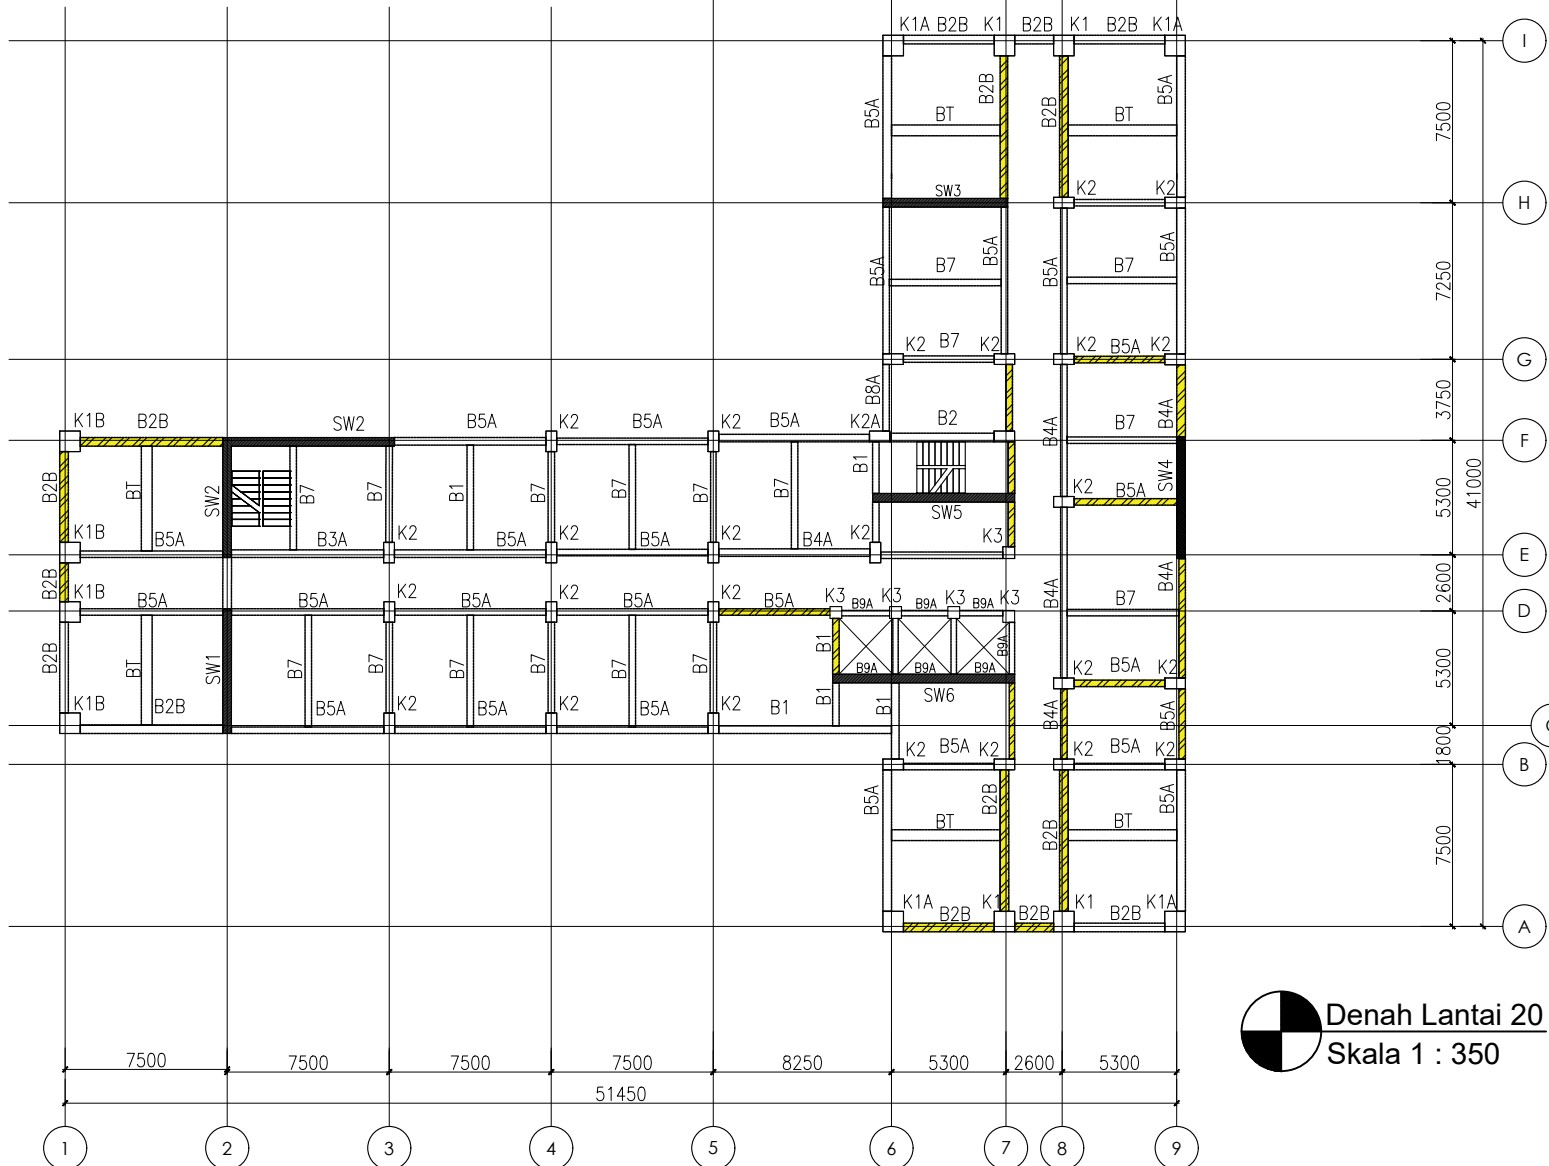 K1A B2B K1 B2B K1 B2B K1A I
B5A B2B B2B B5A
BT BT
7500
SW3 K2 K2 H
B5A B5A B5A B5A
B7 B7
7250
K2 B7 K2 K2 B5A K2 G
B8A B4A 3750
K1B B2B SW2 B5A K2 B5A K2 B5A K2A B2 B4A B7 F
B2B BT SW2 B7 B7 B1 B7 B7 B7 B7 B1 SW4 5300 41000
K2 B5A
SW5
K1B B5A B3A K2 B5A K2 B5A K2 B4A K2 K3 E
B2B B4A B4A 2600
K1B B5A B5A K2 B5A K2 B5A K2 B5A K3 B9A K3 B9A K3 B9A K3 B7 D
B2B BT SW1 B7 B7 B7 B7 B7 B7 B1 B9A 5300
B9A B9A B9A K2 B5A K2
SW6
K1B B2B B5A K2 B5A K2 B5A K2 B1 B1 B1 B4A B5A C
1800
K2 B5A K2 K2 B5A K2 B
B5A B2B B2B B5A
BT BT
7500
K1A B2B K1 B2B K1 B2B K1A A
Denah Lantai 20
Skala 1 : 350
7500 7500 7500 7500 8250 5300 2600 5300
51450
1 2 3 4 5 6 7 8 9